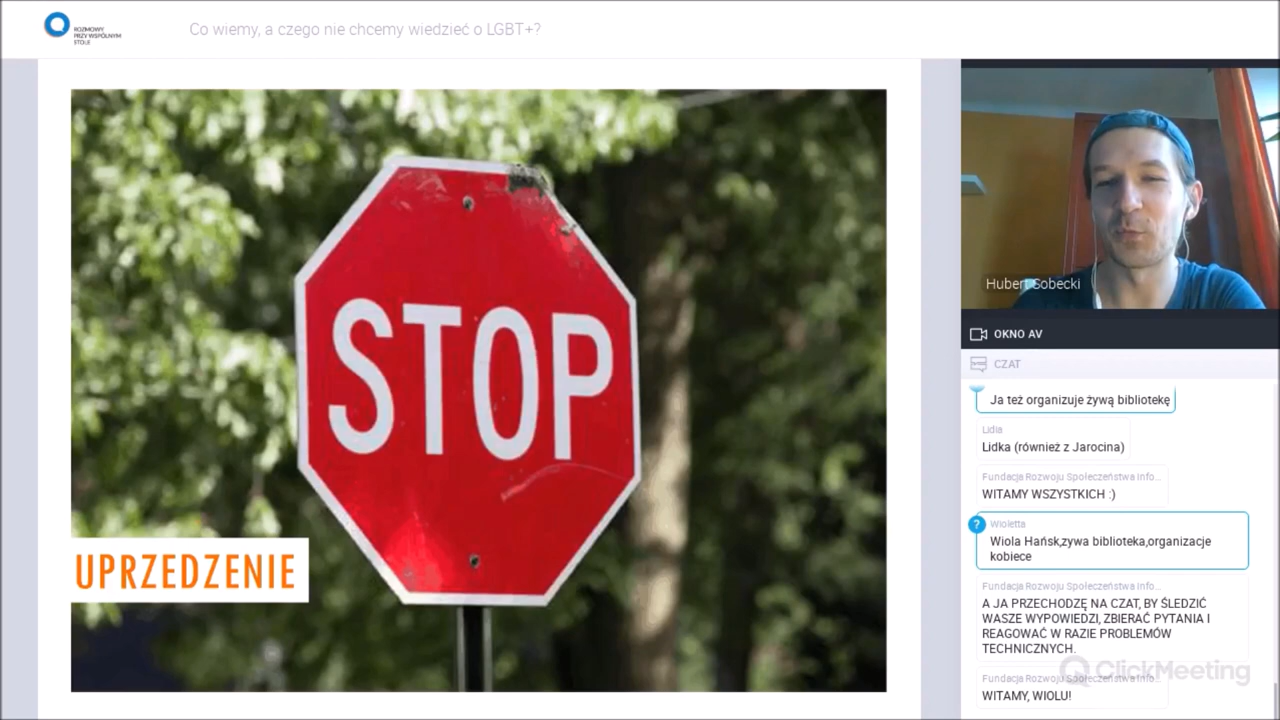 ROZMOWY
PRZY WSPÓLNYM
STOLE
Co wiemy, a czego nie chcemy wiedzieć o LGBT+?
STOP
UPRZEDZENIE
Hubert Sobecki
OKNO AV
CZAT
Ja też organizuje żywą bibliotekę
Lidia
Lidka (również z Jarocina)
Fundacja Rozwoju Społeczeństwa Info...
WITAMY WSZYSTKICH :)
?
Wioletta
Wiola Hańsk,zywa biblioteka,organizacje
kobiece
Fundacja Rozwoju Społeczeństwa Info...
A JA PRZECHODZĘ NA CZAT, BY ŚLEDZIĆ
WASZE WYPOWIEDZI, ZBIERAĆ PYTANIA I
REAGOWAĆ W RAZIE PROBLEMÓW
TECHNICZNYCH.
ClickMeeting
Fundacja Rozwoju Społeczeństwa Info...
WITAMY, WIOLU!